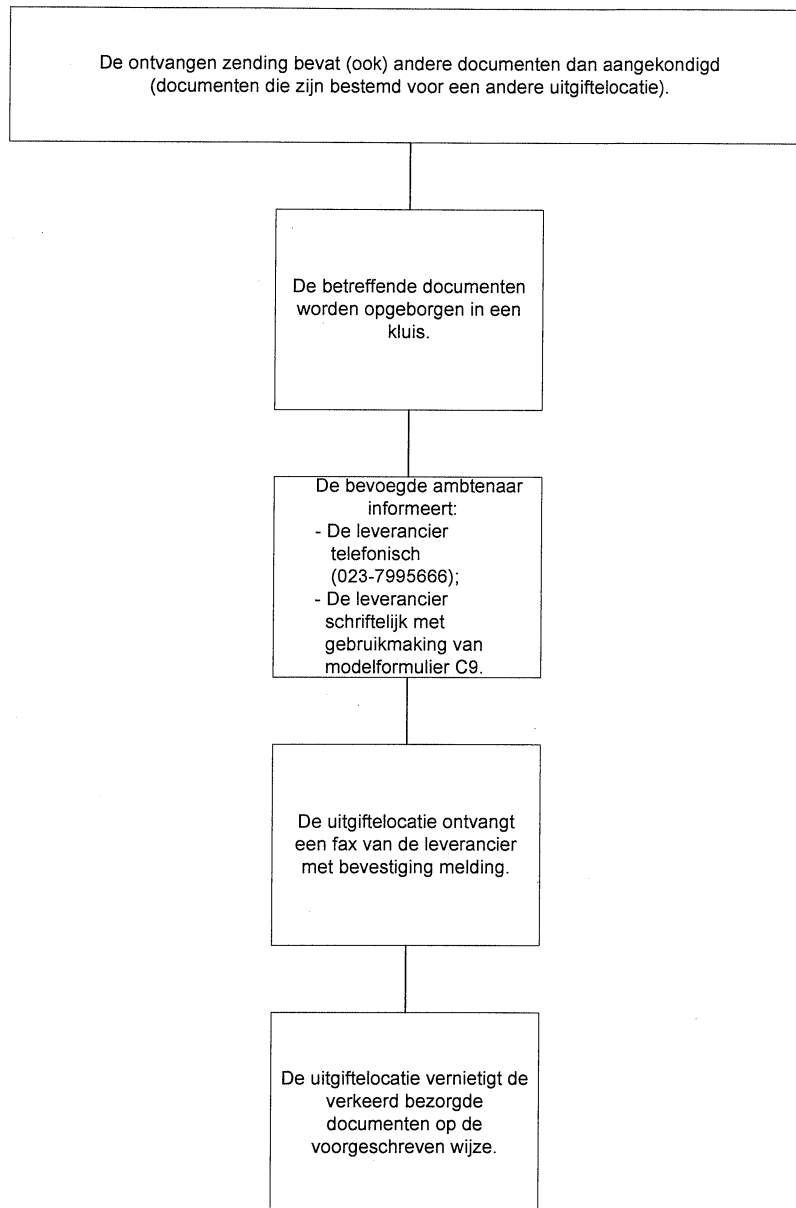 De ontvangen zending bevat (ook) andere documenten dan aangekondigd
(documenten die zijn bestemd voor een andere uitgiftelocatie).
De betreffende documenten
worden opgeborgen in een
kluis.
De bevoegde ambtenaar
informeert:
- De leverancier
telefonisch
(023-7995666);
- De leverancier
schriftelijk met
gebruikmaking van
modelformulier C9.
De uitgiftelocatie ontvangt
een fax van de leverancier
met bevestiging melding.
De uitgiftelocatie vernietigt de
verkeerd bezorgde
documenten op de
voorgeschreven wijze.